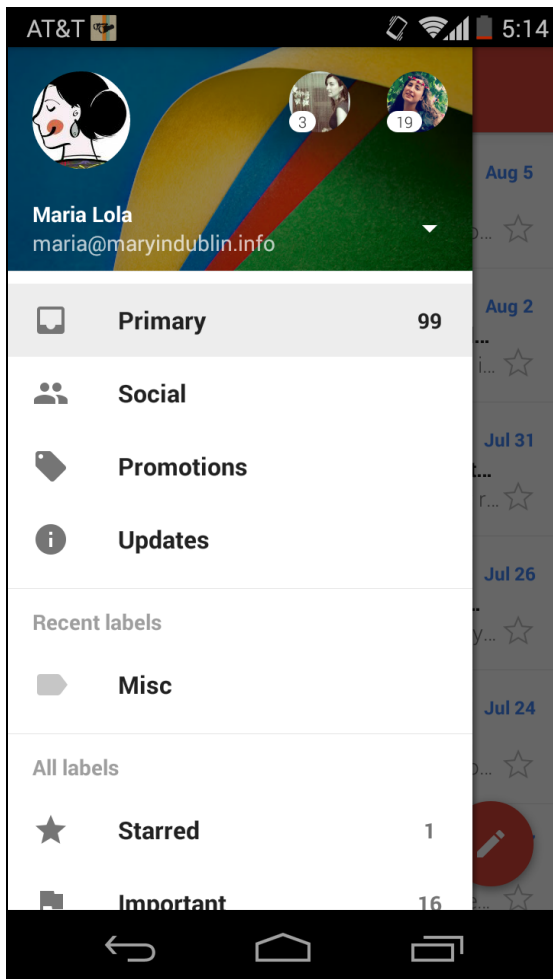 AT&T 5:14
3 19
Maria Lola
maria@maryindublin.info
Primary 99
Social
Promotions
Updates
Recent labels
Misc
All labels
Starred 1
Important 16
Aug 5
Aug 2
Jul 31
Jul 26
Jul 24